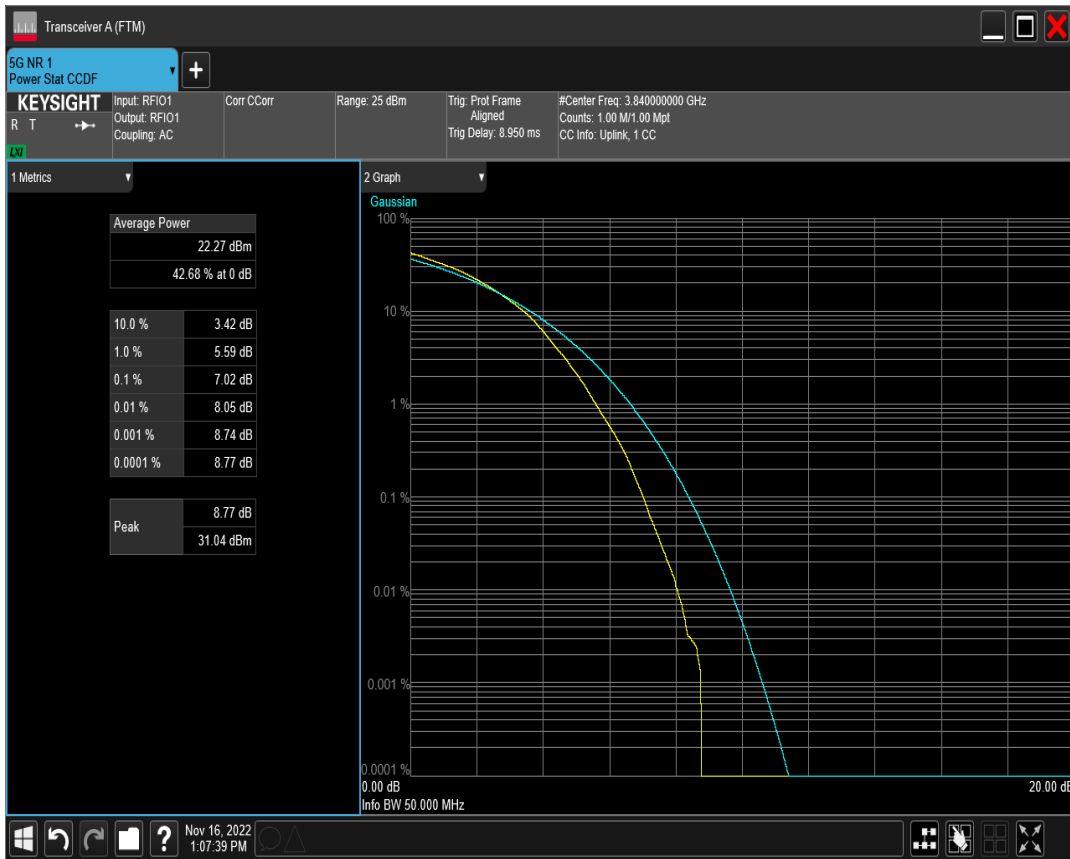 Transceiver A (FTM)
5G NR 1
Power Stat CCDF
+
KEYSIGHT
R T
LXI
Input: RFIO1
Output: RFIO1
Coupling: AC
Corr CCorr
Range: 25 dBm
Trig: Prot Frame
Aligned
Trig Delay: 8.950 ms
#Center Freq: 3.840000000 GHz
Counts: 1.00 M/1.00 Mpt
CC Info: Uplink, 1 CC
1 Metrics
Average Power
22.27 dBm
42.68 % at 0 dB
10.0 % 3.42 dB
1.0 % 5.59 dB
0.1 % 7.02 dB
0.01 % 8.05 dB
0.001 % 8.74 dB
0.0001 % 8.77 dB
Peak
8.77 dB
31.04 dBm
2 Graph
Gaussian
100 %
10 %
1 %
0.1 %
0.01 %
0.001 %
0.0001 %
0.00 dB
20.00 dB
Info BW 50.000 MHz
?
Nov 16, 2022
1:07:39 PM